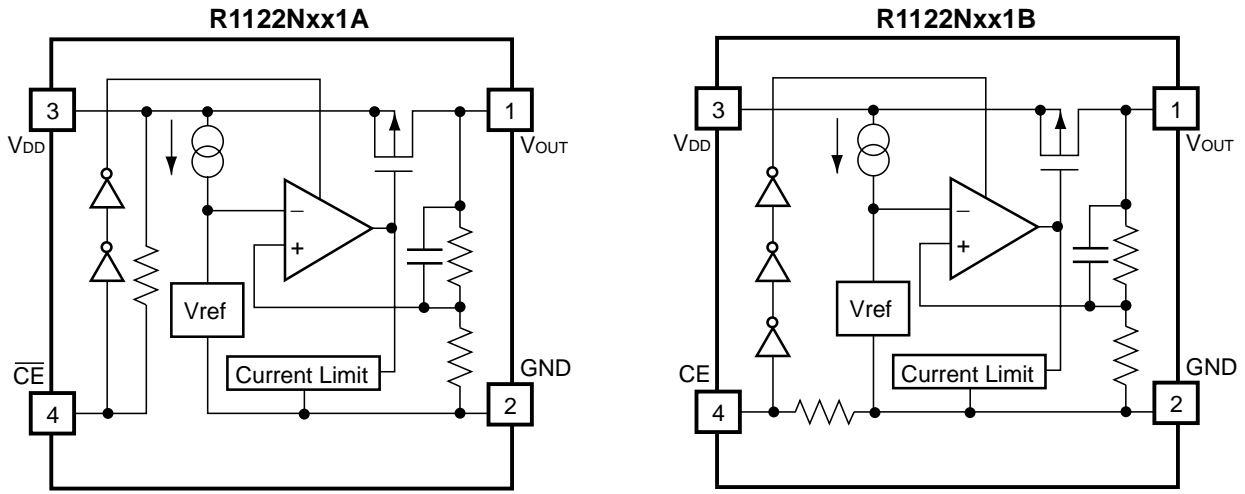 R1122Nxx1A
3
VDD
1
VOUT
−
+
Vref
Current Limit
CE
4
GND
2
R1122Nxx1B
3
VDD
1
VOUT
−
+
Vref
Current Limit
CE
4
GND
2